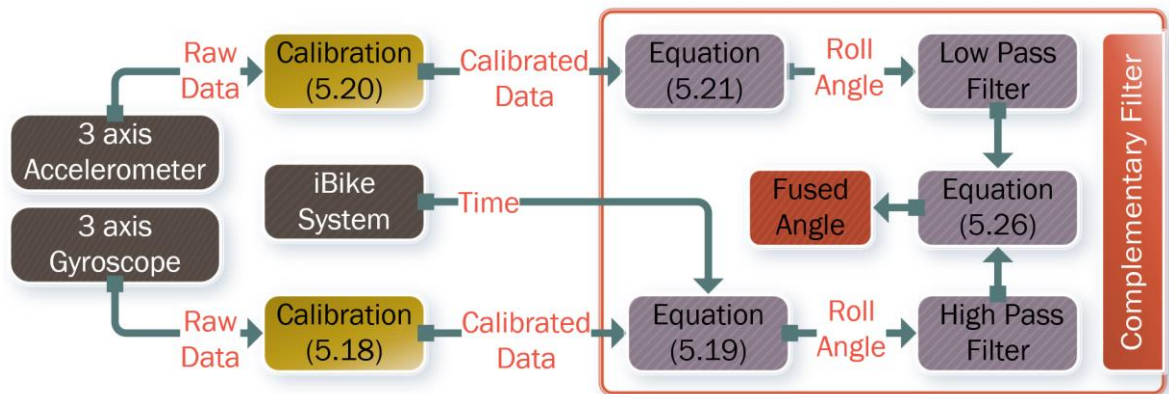 Raw
Data
Calibration
(5.20)
Calibrated
Data
Equation
(5.21)
Roll
Angle
Low Pass
Filter
3 axis
Accelerometer
iBike
System
Time
Fused
Angle
Equation
(5.26)
3 axis
Gyroscope
Raw
Data
Calibration
(5.18)
Calibrated
Data
Equation
(5.19)
Roll
Angle
High Pass
Filter
Complementary Filter